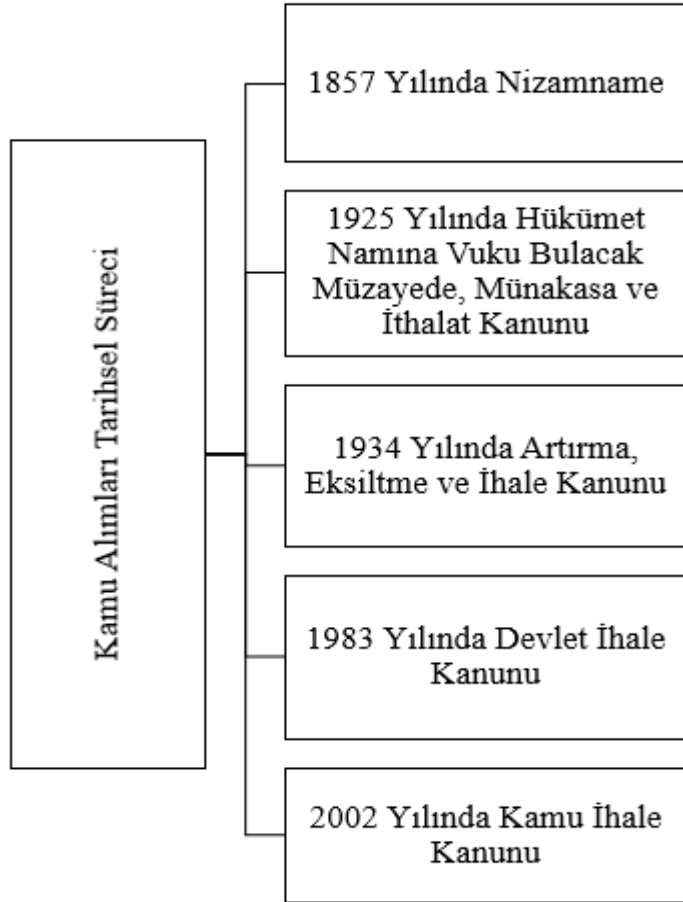 Kamu Alımları Tarihsel Süreci
1857 Yılında Nizamname
1925 Yılında Hükümet
Namına Vuku Bulacak
Müzayede, Münakasa ve
İthalat Kanunu
1934 Yılında Artırma,
Eksiltme ve İhale Kanunu
1983 Yılında Devlet İhale
Kanunu
2002 Yılında Kamu İhale
Kanunu